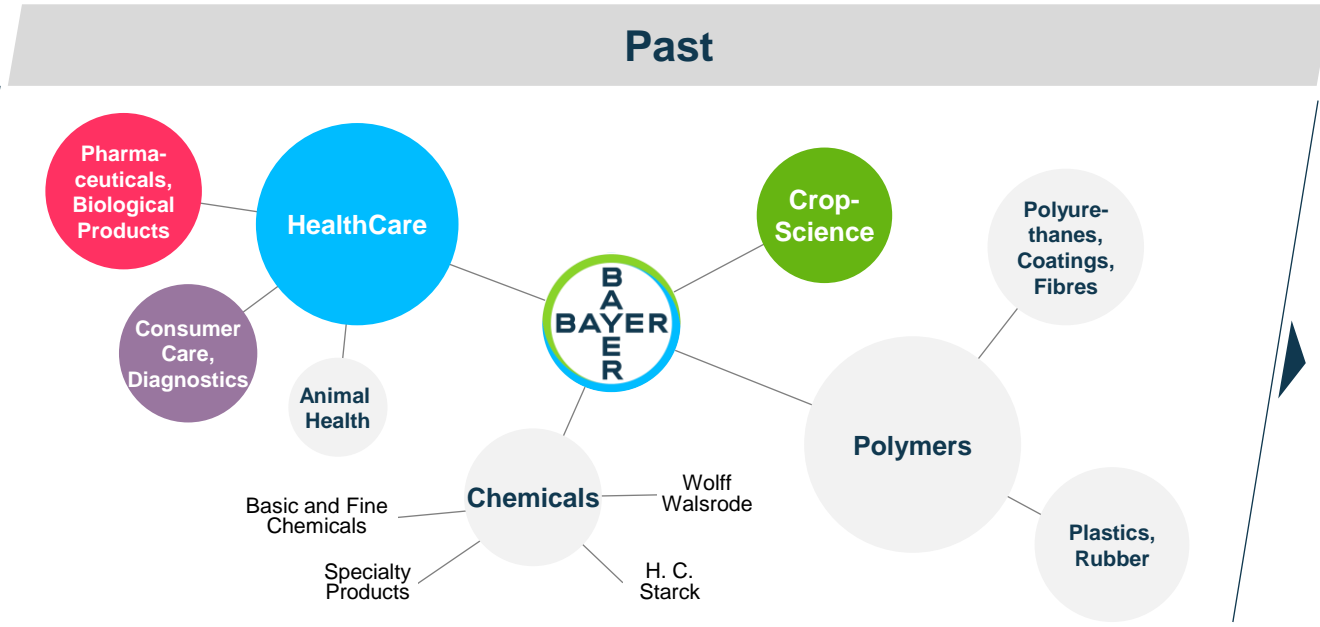 Past
Pharma-
ceuticals,
Biological
Products
HealthCare
Consumer
Care,
Diagnostics
Animal
Health
BAYER
BAYER
Crop-
Science
Polyure-
thanes,
Coatings,
Fibres
Polymers
Plastics,
Rubber
Chemicals
Basic and Fine
Chemicals
Specialty
Products
Wolff
Walsrode
H. C.
Starck